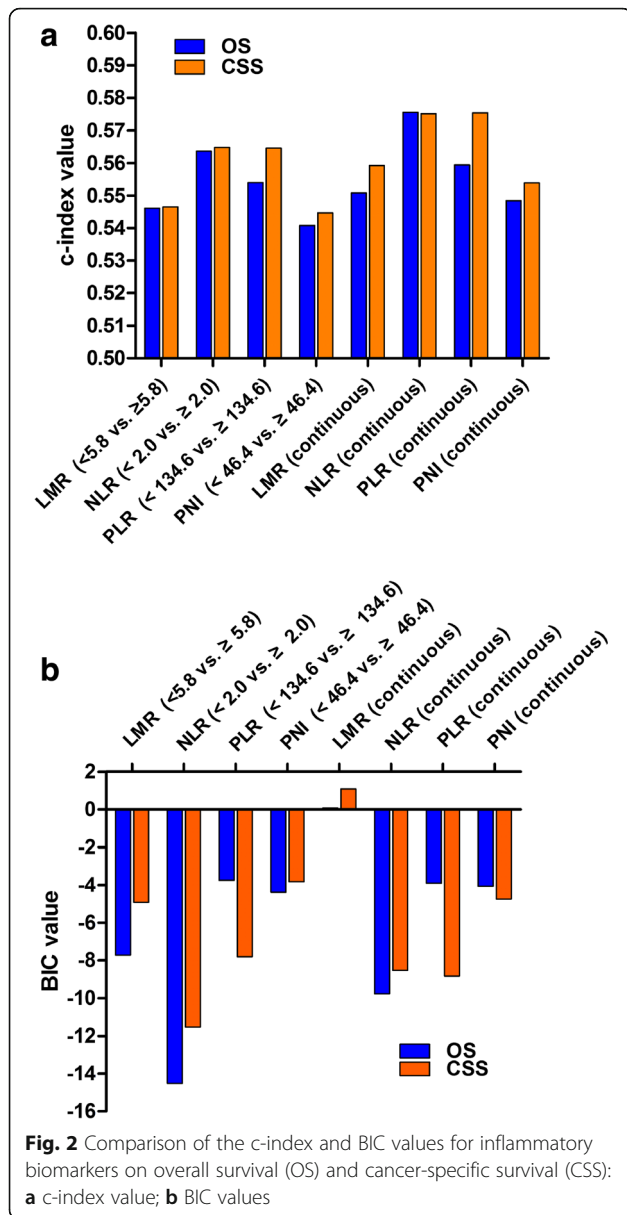 a
OS
CSS
c-index value
0.60
0.59
0.58
0.57
0.56
0.55
0.54
0.53
0.52
0.51
0.50
LMR (<5.8 vs. ≥5.8)
NLR (< 2.0 vs. ≥ 2.0)
PLR (< 134.6 vs. ≥ 134.6)
PNI (< 46.4 vs. ≥ 46.4)
LMR (continuous)
NLR (continuous)
PLR (continuous)
PNI (continuous)
b
LMR (<5.8 vs. ≥ 5.8)
NLR (< 2.0 vs. ≥ 2.0)
PLR (< 134.6 vs. ≥ 134.6)
PNI (< 46.4 vs. ≥ 46.4)
LMR (continuous)
NLR (continuous)
PLR (continuous)
PNI (continuous)
BIC value
2
0
-2
-4
-6
-8
-10
-12
-14
-16
OS
CSS
Fig. 2 Comparison of the c-index and BIC values for inflammatory
biomarkers on overall survival (OS) and cancer-specific survival (CSS):
a c-index value; b BIC values